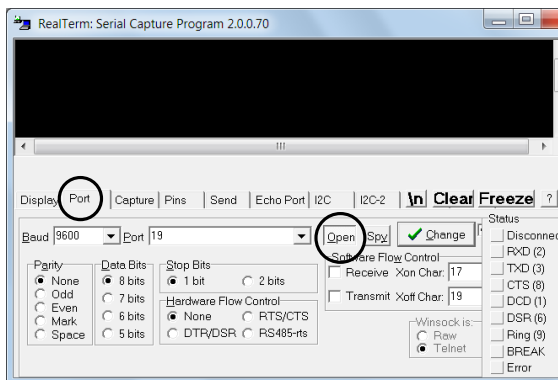 RealTerm: Serial Capture Program 2.0.0.70
Display Port Capture Pins Send Echo Port I2C I2C-2 \n Clear Freeze ?
Baud 9600 Port 19 Open Spy Change
Status
Disconnec
RXD (2)
TXD (3)
CTS (8)
DCD (1)
DSR (6)
Ring (9)
BREAK
Error
Parity
None
Odd
Even
Mark
Space
Data Bits
8 bits
7 bits
6 bits
5 bits
Stop Bits
1 bit 2 bits
Hardware Flow Control
None RTS/CTS
DTR/DSR RS485-rts
Software Flow Control
Receive Xon Char: 17
Transmit Xoff Char: 19
Winsock is:
Raw
Telnet